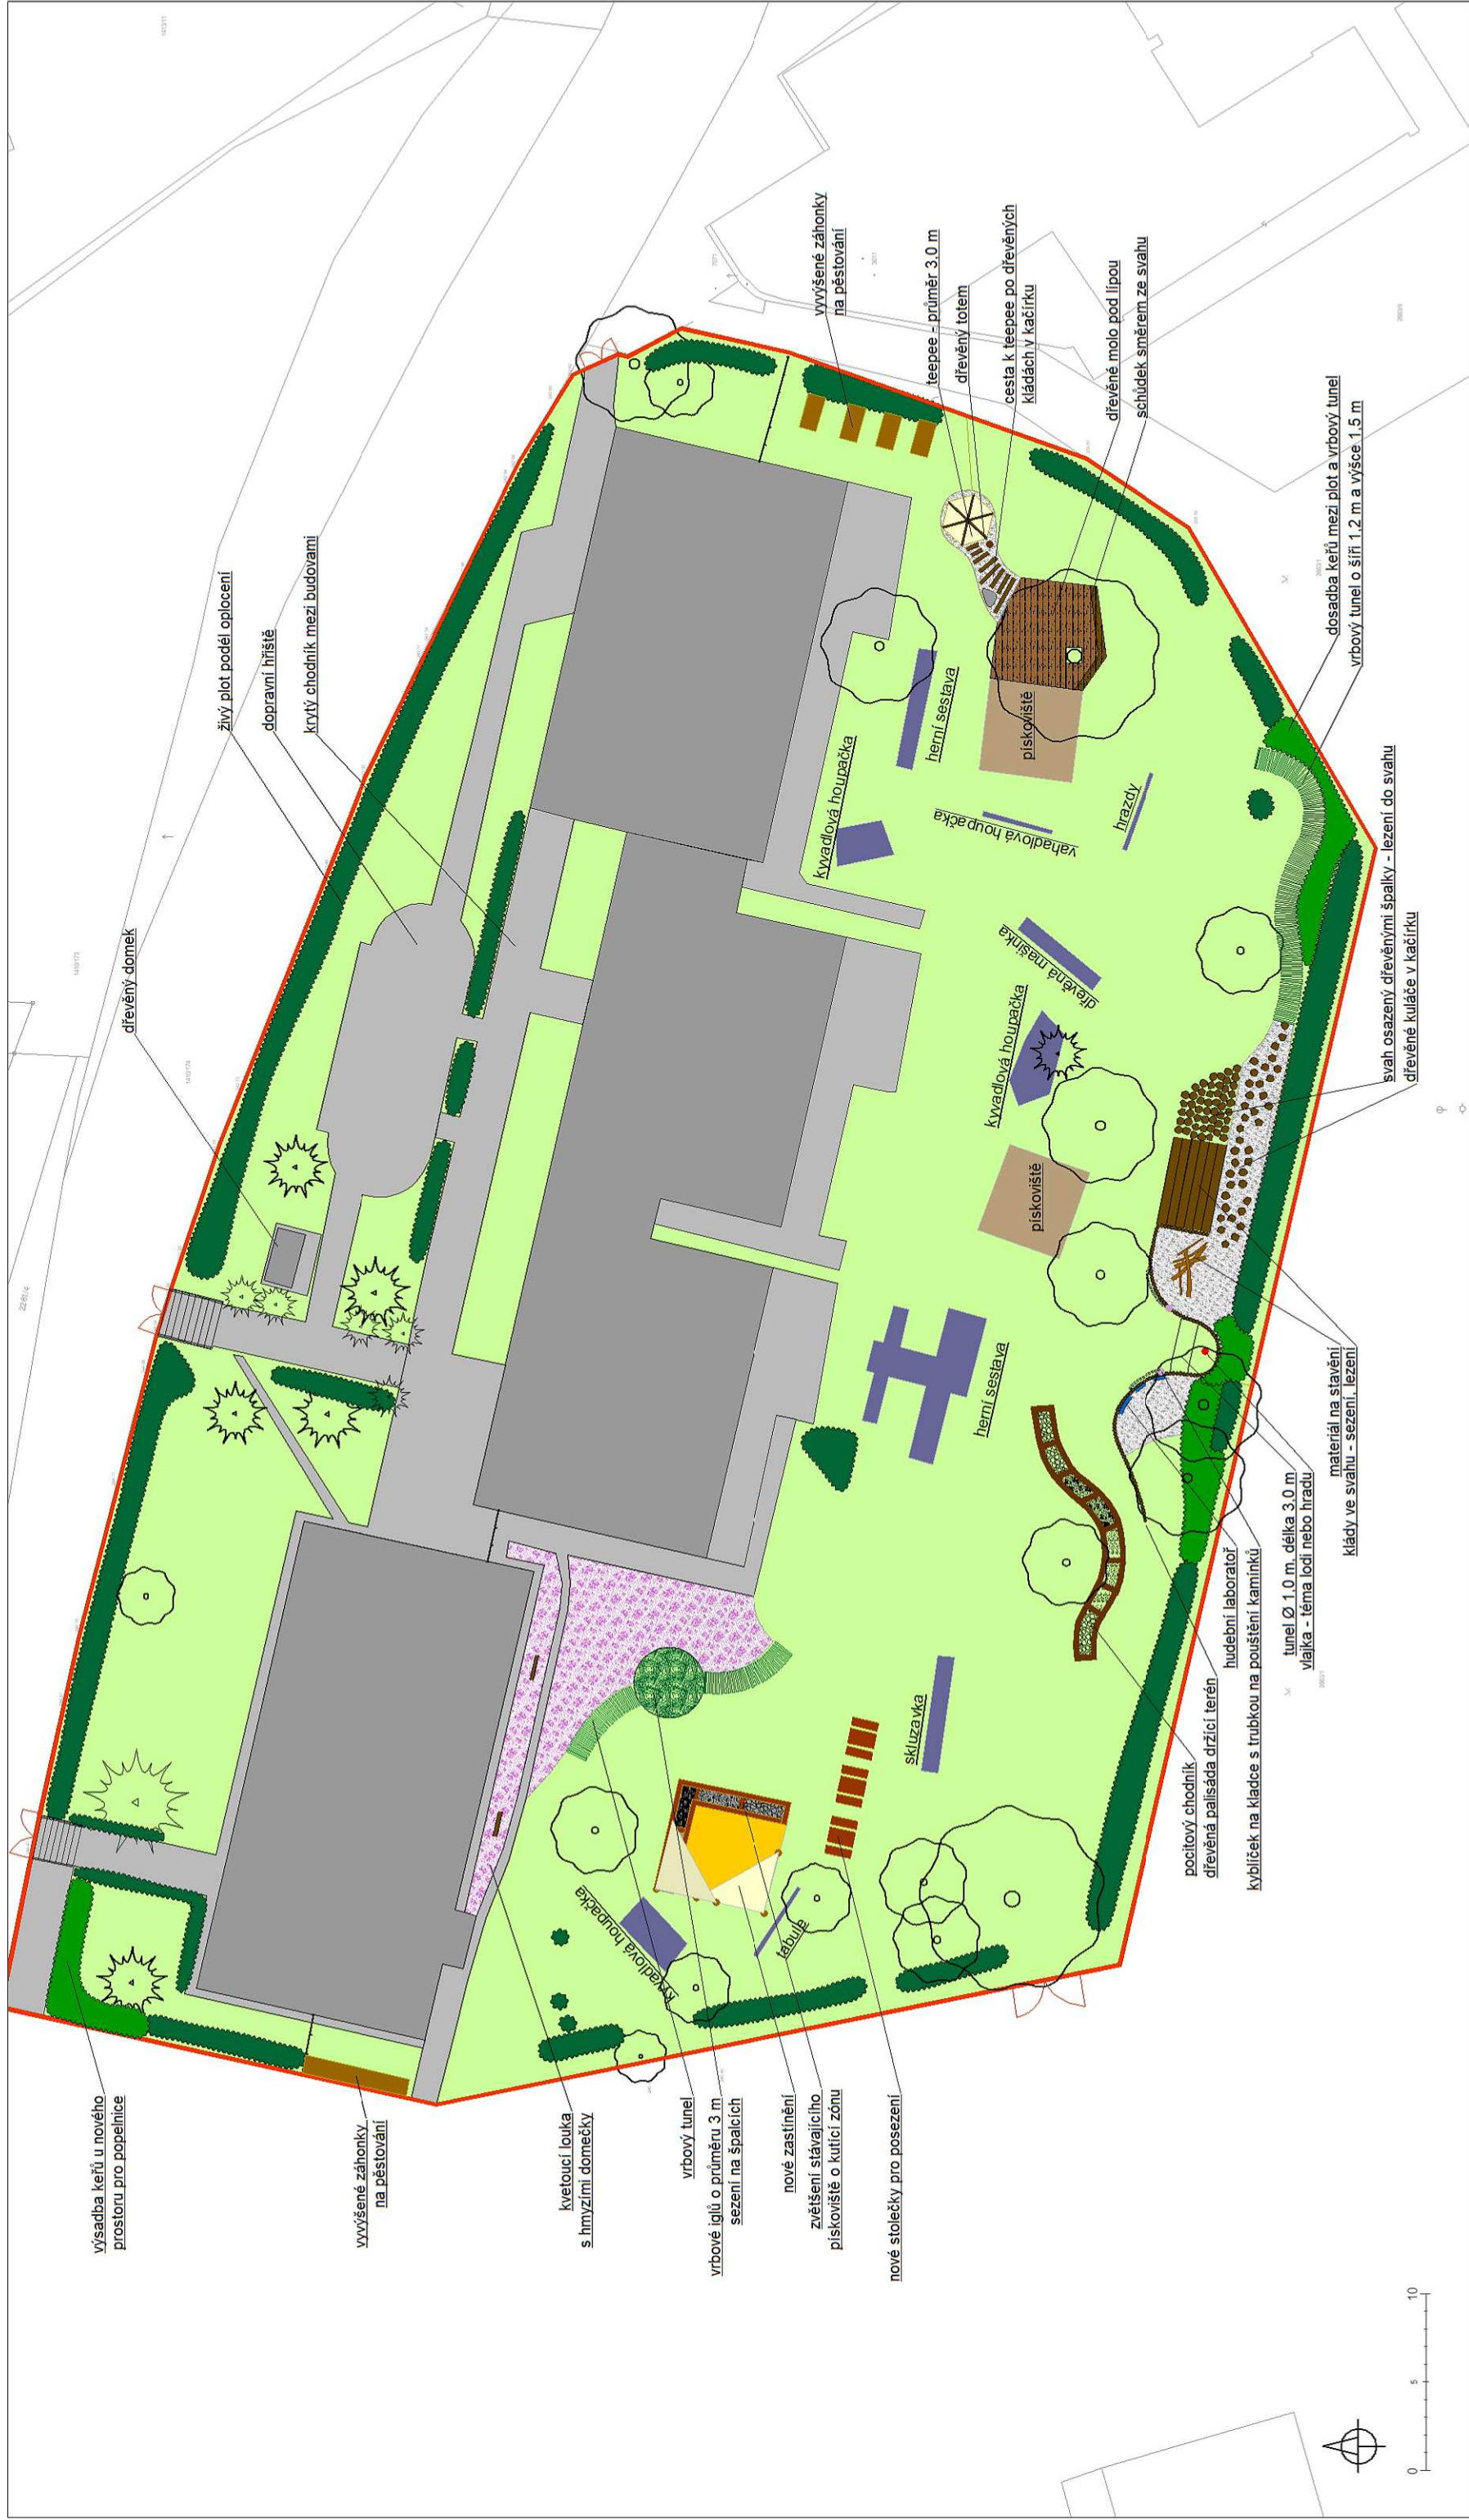 výsadba keřů u nového
prostoru pro popelnice
vyvýšené záhonky
na pěstování
kvetoucí louka
s hmyzími domečky
vrbový tunel
vrbové iglů o průměru 3 m
sezení na špalcích
nové zastínění
zvětšení stávajícího
pískoviště o kutící zónu
nové stolečky pro posezení
dřevěný domek
živý plot podél oplocení
dopravní hřiště
krytý chodník mezi budovami
vyvýšené záhonky
na pěstování
teepee - průměr 3,0 m
dřevěný totem
cesta k teepee po dřevěných
kládách v kačírku
dřevěné molo pod lípou
schůdek směrem ze svahu
dosadba keřů mezi plot a vrbový tunel
vrbový tunel o šíři 1,2 m a výšce 1,5 m
svah osazený dřevěnými špalky - lezení do svahu
dřevěné kuláče v kačírku
materiál na stavění
klády ve svahu - sezení, lezení
tunel Ø 1,0 m, délka 3,0 m
vlajka - téma lodi nebo hradu
hudební laboratoř
kyblíček na kladce s trubkou na pouštění kamínků
pocitový chodník
dřevěná palisáda držící terén
kyvadlová houpačka
tabule
skluzavka
herní sestava
pískoviště
kyvadlová houpačka
dřevěná mašinka
kyvadlová houpačka
vahadlová houpačka
hrazdy
herní sestava
pískoviště
0 5 10